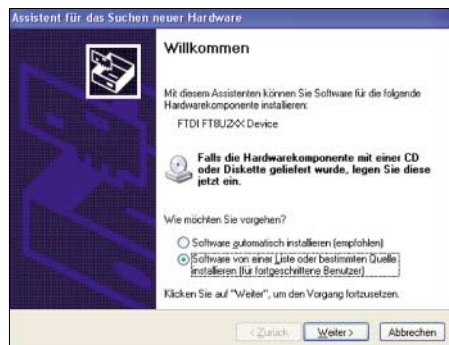 Assistent für das Suchen neuer Hardware
Willkommen
Mit diesem Assistenten können Sie Software für die folgende
Hardwarekomponente installieren:
FTDI FT8U2XX Device
Falls die Hardwarekomponente mit einer CD
oder Diskette geliefert wurde, legen Sie diese
jetzt ein.
Wie möchten Sie vorgehen?
Software automatisch installieren (empfohlen)
Software von einer Liste oder bestimmten Quelle
installieren (für fortgeschrittene Benutzer)
Klicken Sie auf "Weiter", um den Vorgang fortzusetzen.
< Zurück Weiter > Abbrechen